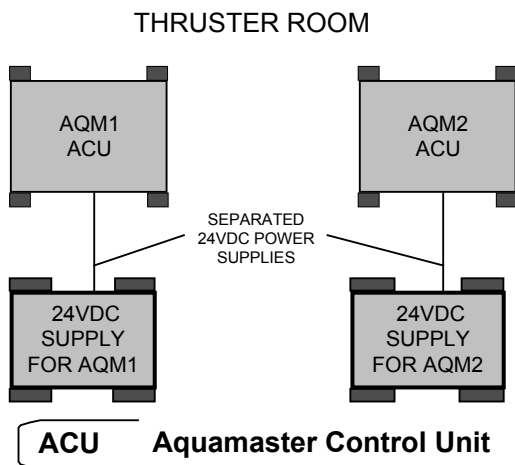 THRUSTER ROOM
AQM1
ACU
AQM2
ACU
SEPARATED
24VDC POWER
SUPPLIES
24VDC
SUPPLY
FOR AQM1
24VDC
SUPPLY
FOR AQM2
ACU Aquamaster Control Unit